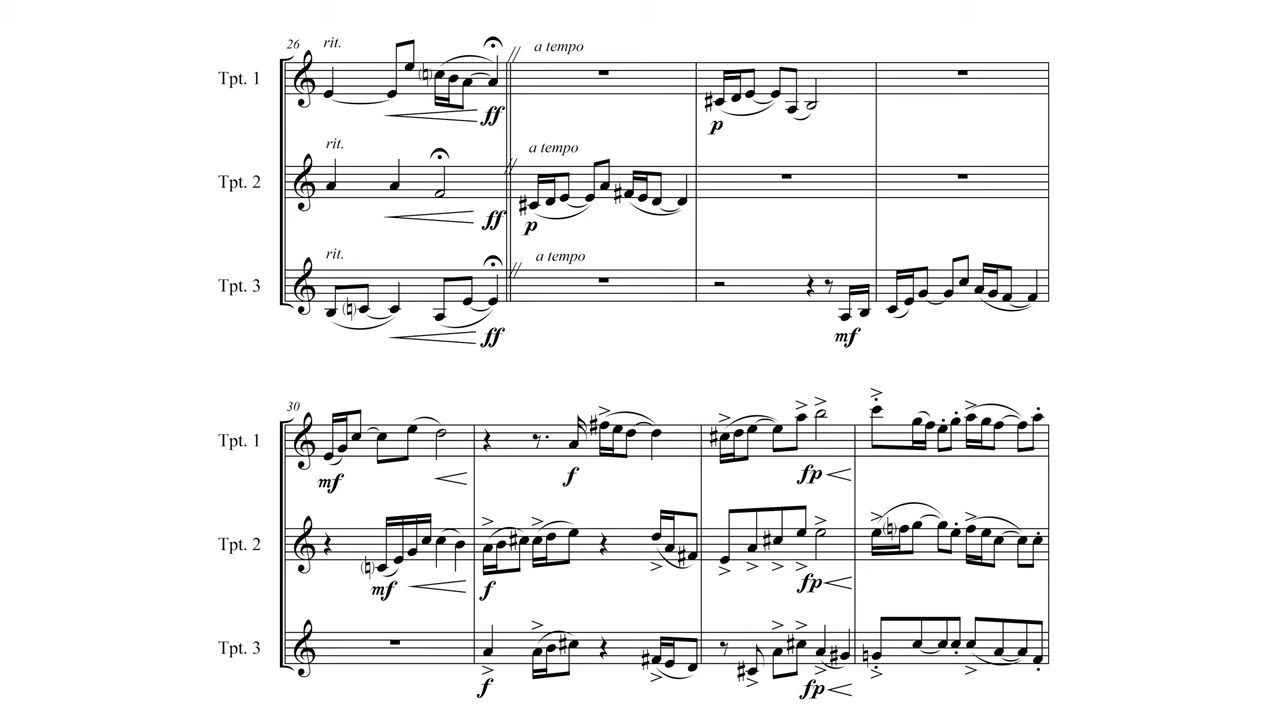 26 rit.
a tempo
Tpt. 1
ff
p
rit.
a tempo
Tpt. 2
ff
p
rit.
a tempo
Tpt. 3
ff
mf
30
Tpt. 1
mf
f
fp
Tpt. 2
mf
f
fp
Tpt. 3
f
fp